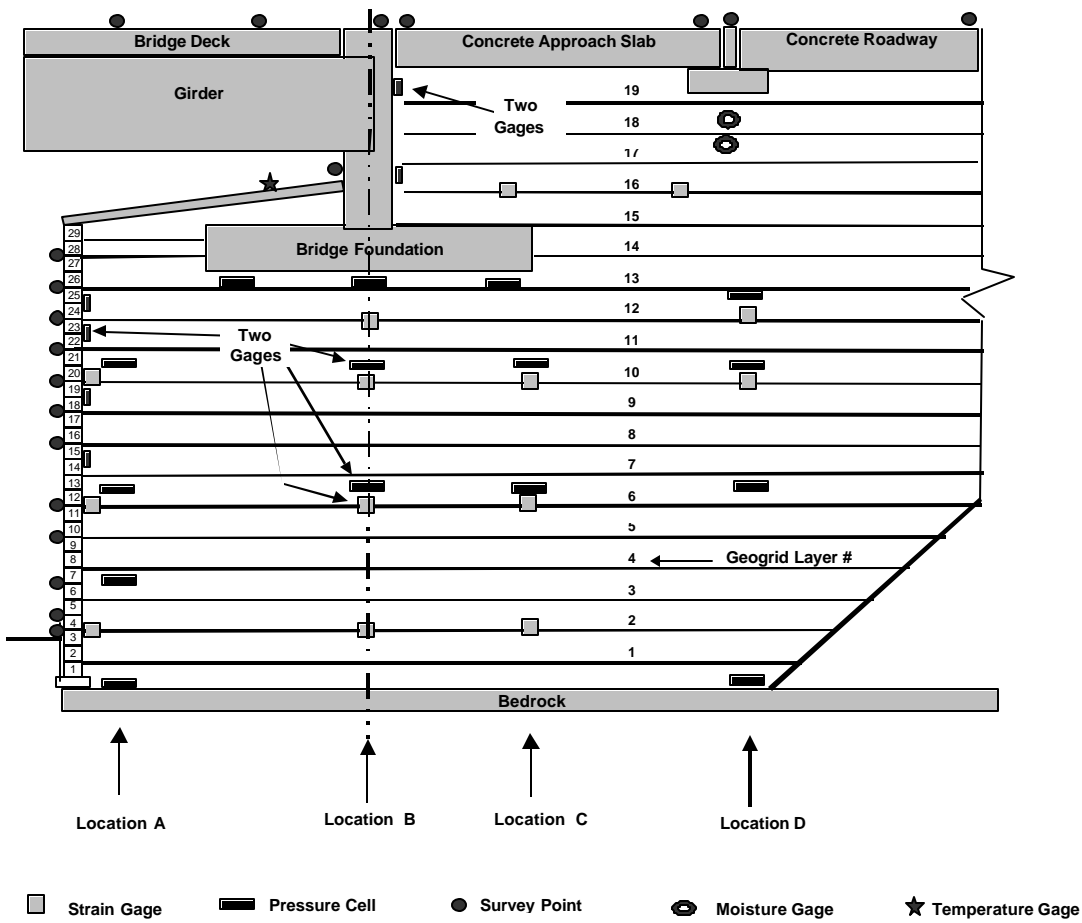 Bridge Deck
Concrete Approach Slab
Concrete Roadway
Girder
19
Two
Gages
18
17
16
15
29
28
27
26
25
24
23
22
21
20
19
18
17
16
15
14
13
12
11
10
9
8
7
6
5
4
3
2
1
Bridge Foundation
14
13
12
11
Two
Gages
10
9
8
7
6
5
4
Geogrid Layer #
3
2
1
Bedrock
Location A
Location B
Location C
Location D
Strain Gage
Pressure Cell
Survey Point
Moisture Gage
Temperature Gage